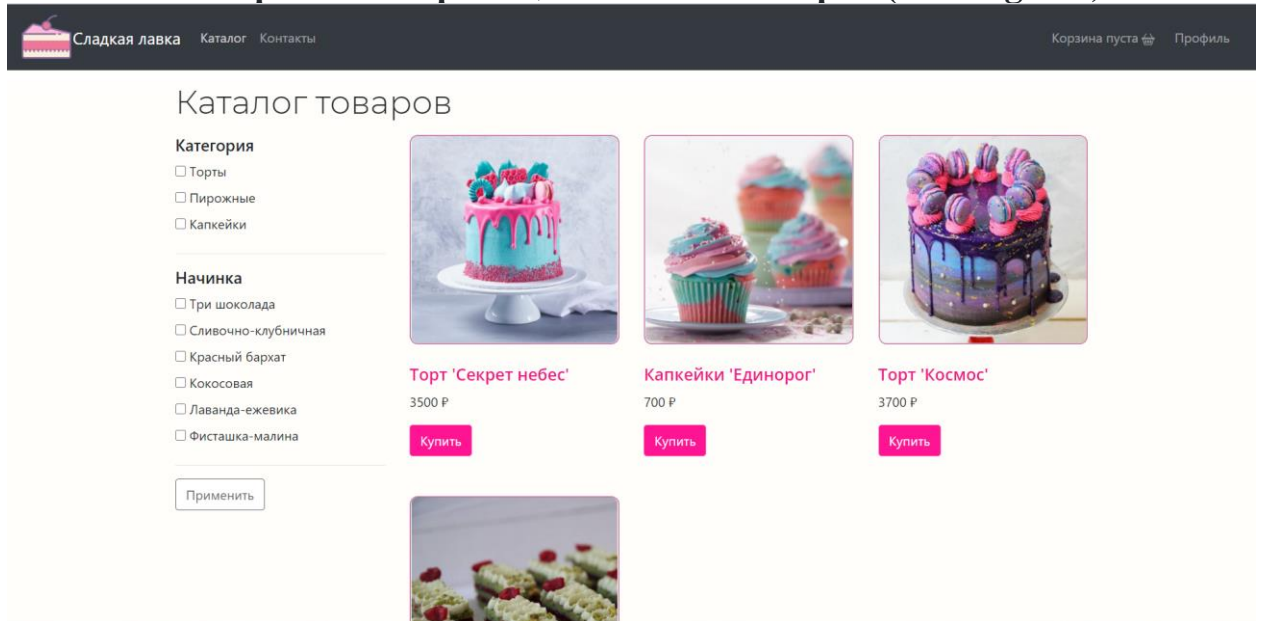 Сладкая лавка Каталог Контакты Корзина пуста Профиль
Каталог товаров
Категория
Торты
Пирожные
Капкейки
Начинка
Три шоколада
Сливочно-клубничная
Красный бархат
Кокосовая
Лаванда-ежевика
Фисташка-малина
Применить
Торт 'Секрет небес'
3500 ₽
Купить
Капкейки 'Единорог'
700 ₽
Купить
Торт 'Космос'
3700 ₽
Купить